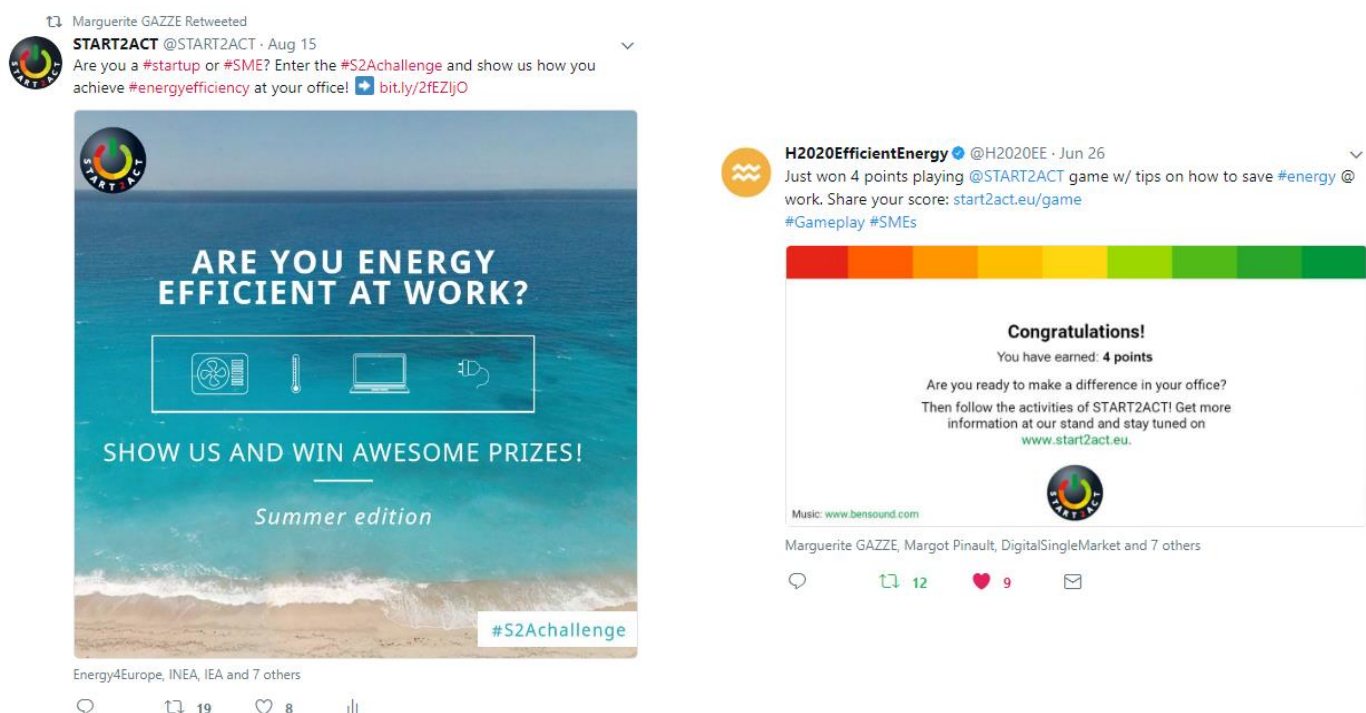 Marguerite GAZZE Retweeted
START2ACT @START2ACT · Aug 15
Are you a #startup or #SME? Enter the #S2Achallenge and show us how you
achieve #energyefficiency at your office! ➡ bit.ly/2fEZljO
START2ACT
ARE YOU ENERGY
EFFICIENT AT WORK?
SHOW US AND WIN AWESOME PRIZES!
Summer edition
#S2Achallenge
Energy4Europe, INEA, IEA and 7 others
19 8
H2020EfficientEnergy @H2020EE · Jun 26
Just won 4 points playing @START2ACT game w/ tips on how to save #energy @
work. Share your score: start2act.eu/game
#Gameplay #SMEs
Congratulations!
You have earned: 4 points
Are you ready to make a difference in your office?
Then follow the activities of START2ACT! Get more
information at our stand and stay tuned on
www.start2act.eu.
START2ACT
Music: www.bensound.com
Marguerite GAZZE, Margot Pinault, DigitalSingleMarket and 7 others
12 9